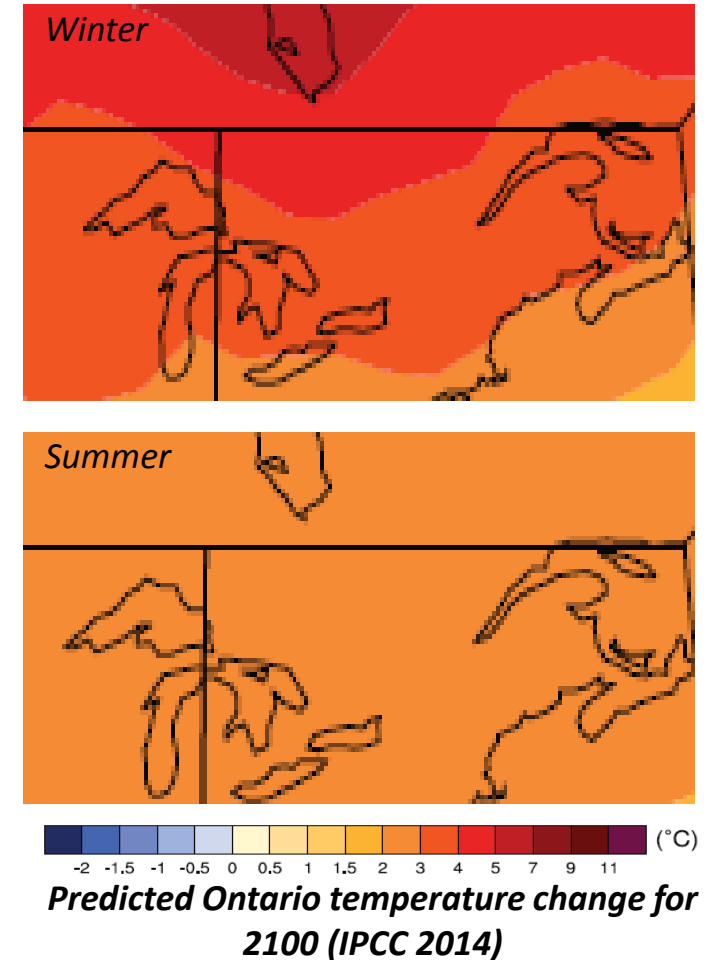 Winter
Summer
(°C)
-2 -1.5 -1 -0.5 0 0.5 1 1.5 2 3 4 5 7 9 11
Predicted Ontario temperature change for
2100 (IPCC 2014)